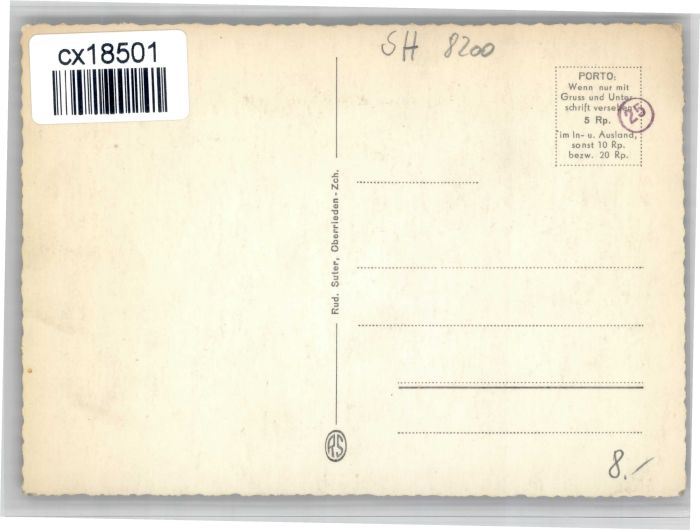 cx18501
SH 8200
PORTO:
Wenn nur mit
Gruss und Unter-
schrift versehen
5 Rp.
im In- u. Ausland,
sonst 10 Rp.
bezw. 20 Rp.
25
Rud. Suter, Oberrieden-Zch.
RS
8.-